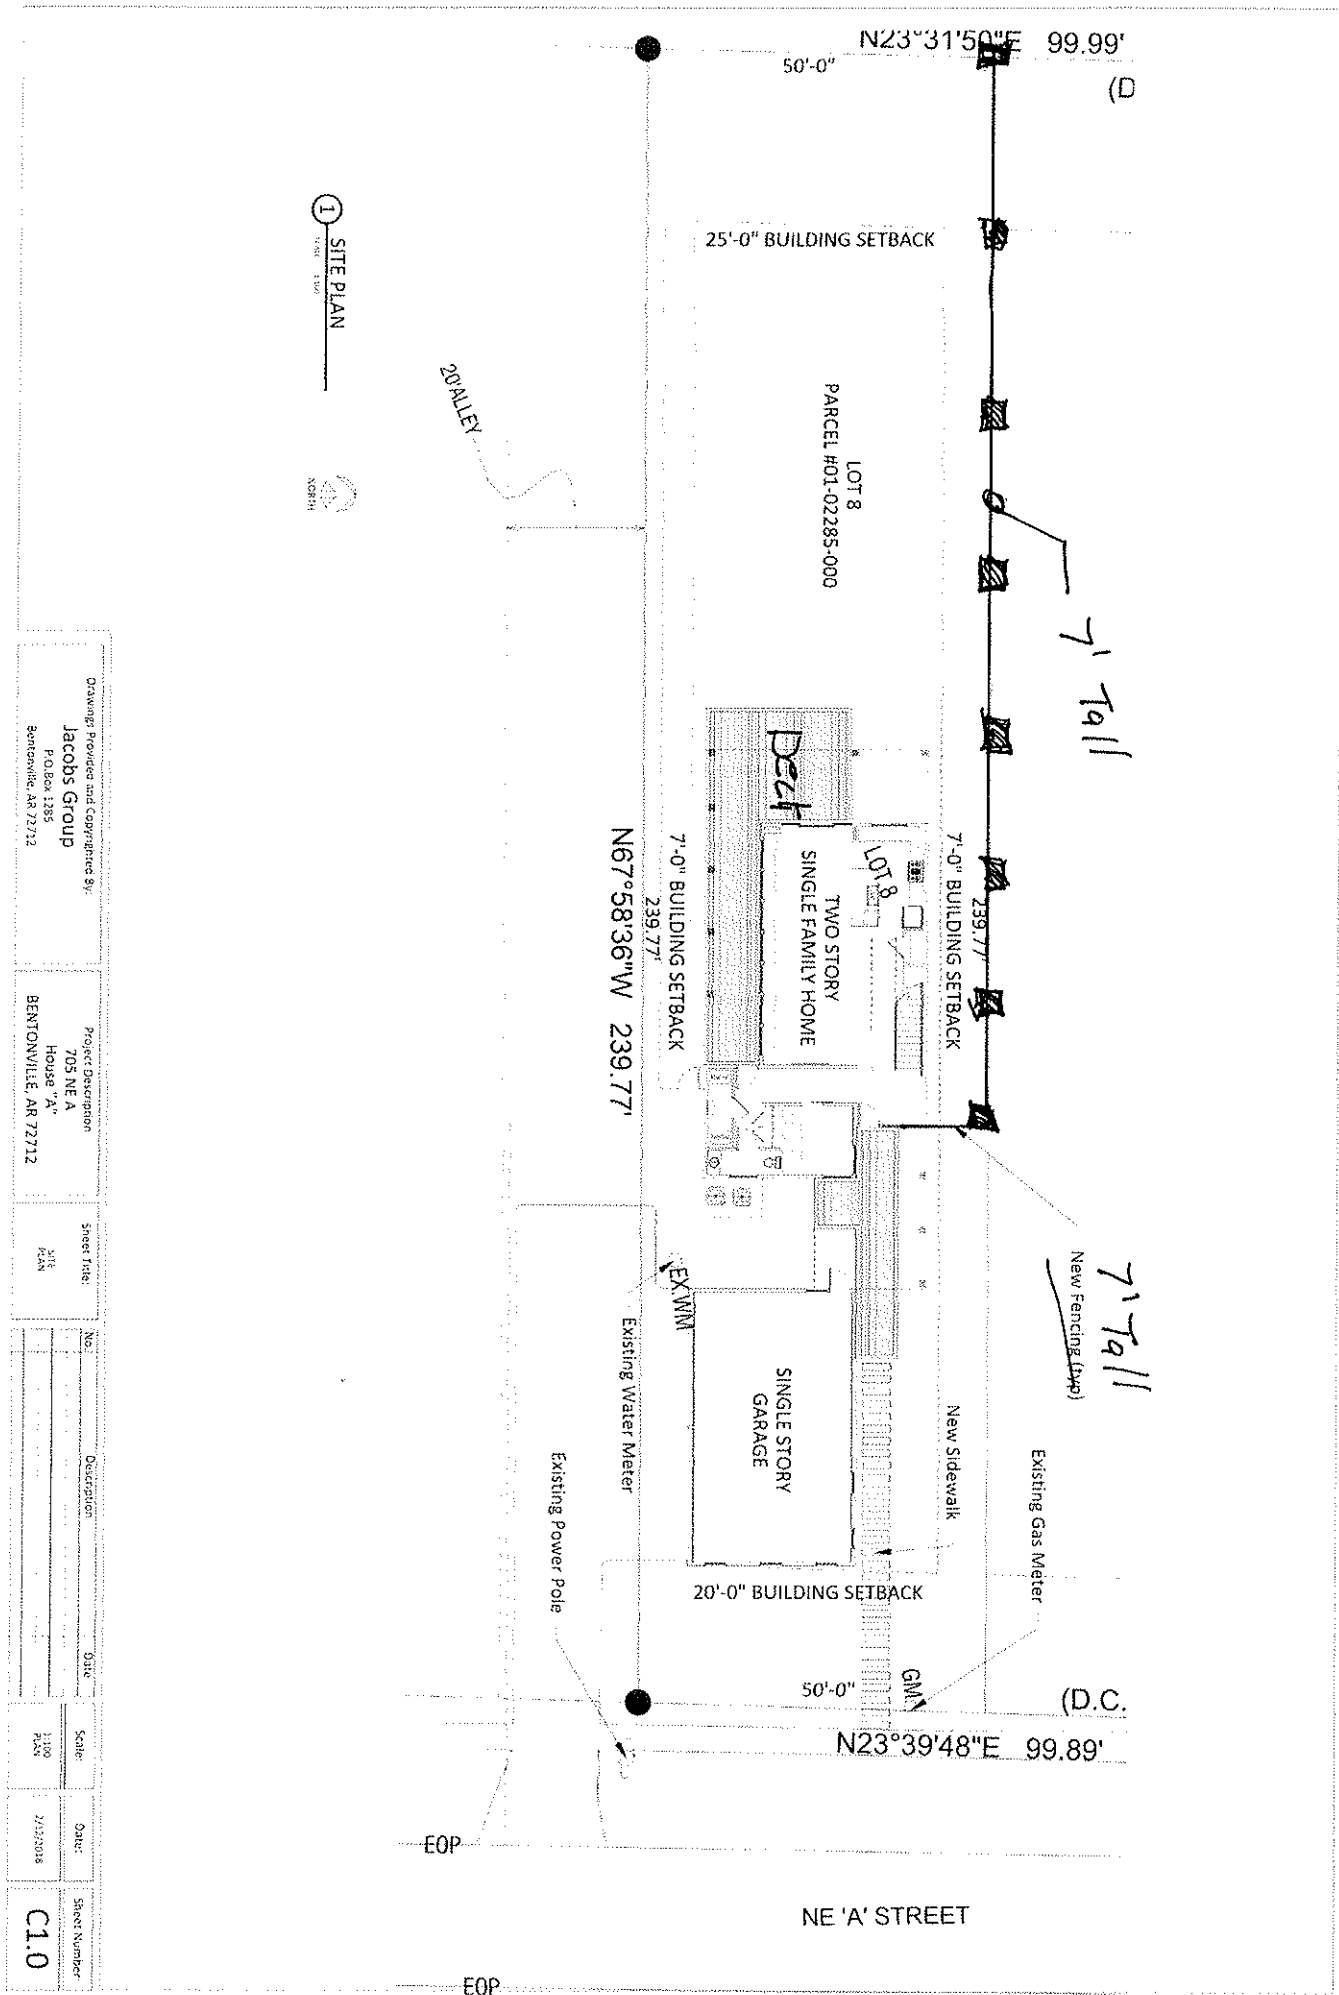 N23°31'50"E 99.99'
50'-0"
(D
25'-0" BUILDING SETBACK
1
SITE PLAN
20'ALLEY
NORTH
LOT 8
PARCEL #01-02285-000
7' Tall
Deck
LOT 8
TWO STORY
SINGLE FAMILY HOME
7'-0" BUILDING SETBACK
239.77'
7'-0" BUILDING SETBACK
239.77'
N67°58'36"W 239.77'
7' Tall
New Fencing (typ)
EX.WM
Existing Water Meter
SINGLE STORY
GARAGE
New Sidewalk
Existing Gas Meter
Existing Power Pole
20'-0" BUILDING SETBACK
GM
50'-0"
(D.C.
N23°39'48"E 99.89'
EOP
NE 'A' STREET
EOP
Drawings Provided and Copyrighted By:
Jacobs Group
P.O.Box 1285
Bentonville, AR 72712
Project Description
705 NE A
House "A"
BENTONVILLE, AR 72712
Sheet Title:
SITE
PLAN
No.
Description
Date
Scale:
1:100
PLAN
Date:
Sheet Number
C1.0